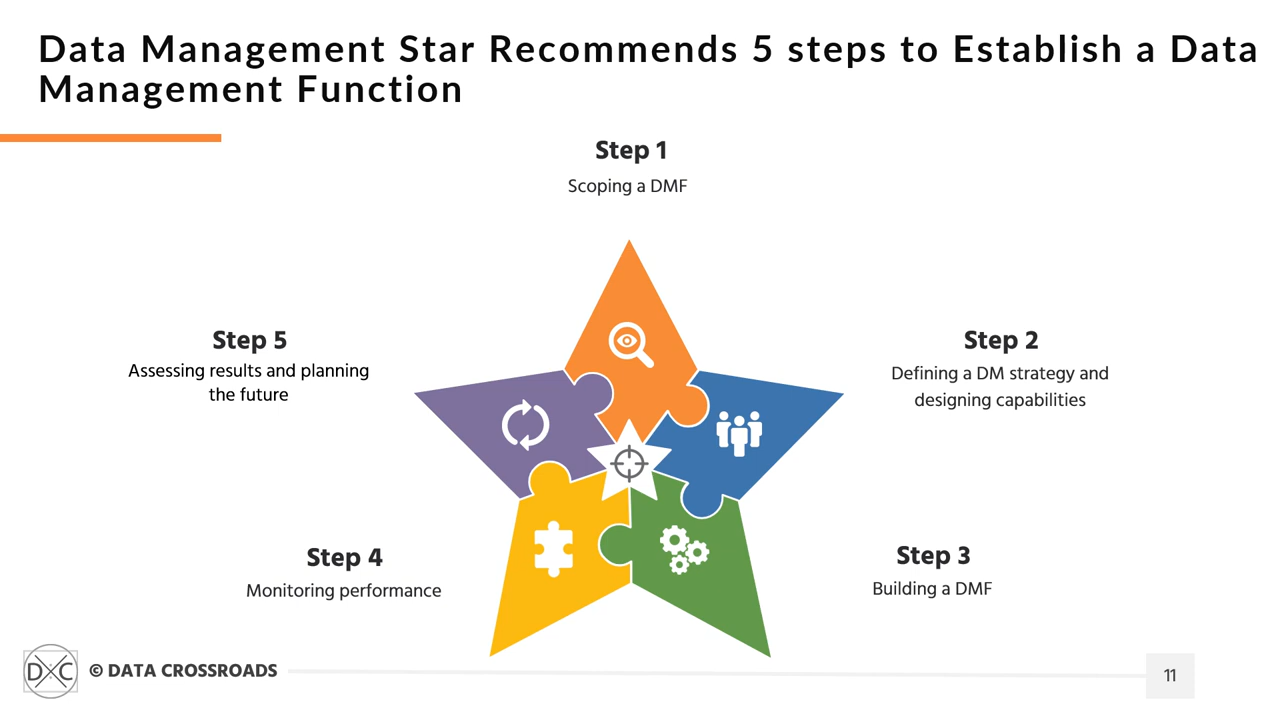 Data Management Star Recommends 5 steps to Establish a Data
Management Function
Step 1
Scoping a DMF
Step 2
Defining a DM strategy and
designing capabilities
Step 3
Building a DMF
Step 4
Monitoring performance
Step 5
Assessing results and planning
the future
DC
© DATA CROSSROADS
11